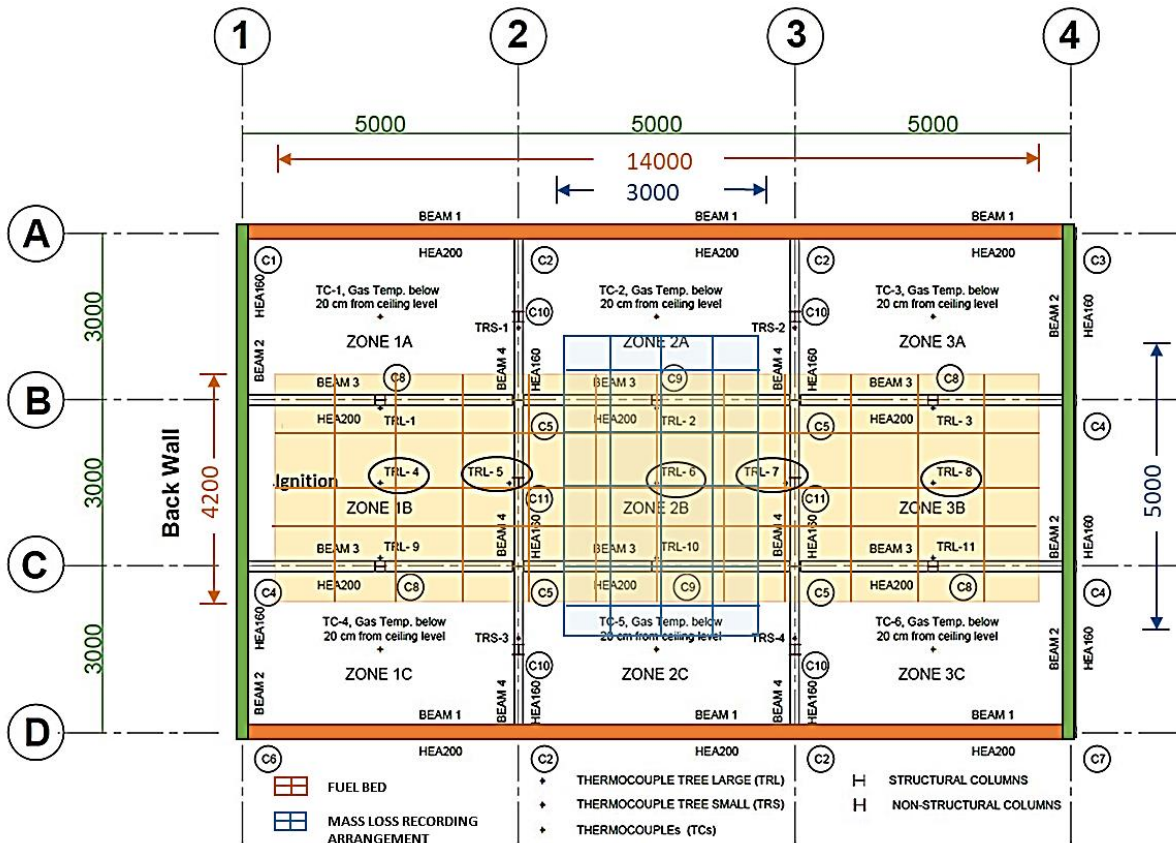 1 2 3 4
5000 5000 5000
14000
3000
BEAM 1 BEAM 1 BEAM 1
A
HEA200 HEA200 HEA200
C1 C2 C2 C3
HEA160
BEAM 2
TC-1, Gas Temp. below
20 cm from ceiling level
TC-2, Gas Temp. below
20 cm from ceiling level
TC-3, Gas Temp. below
20 cm from ceiling level
BEAM 2
HEA160
3000
C10 C10
TRS-1 TRS-2
ZONE 1A ZONE 2A ZONE 3A
BEAM 4 HEA160 BEAM 4 HEA160
C8 C9 C8
BEAM 3 BEAM 3 BEAM 3
B
HEA200 HEA200 HEA200
TRL-1 TRL- 2 TRL- 3
C5 C5 C4
Back Wall
4200
3000
5000
Ignition
TRL- 4 TRL- 5 TRL- 6 TRL- 7 TRL- 8
C11 C11
ZONE 1B ZONE 2B ZONE 3B
BEAM 4 HEA160 BEAM 4 HEA160
BEAM 2
HEA160
BEAM 3 BEAM 3 BEAM 3
TRL- 9 TRL-10 TRL-11
C
HEA200 HEA200 HEA200
C4 C8 C5 C9 C5 C8 C4
HEA160
BEAM 2
TC-4, Gas Temp. below
20 cm from ceiling level
TC-5, Gas Temp. below
20 cm from ceiling level
TC-6, Gas Temp. below
20 cm from ceiling level
BEAM 2
HEA160
3000
TRS-3 TRS-4
C10 C10
ZONE 1C ZONE 2C ZONE 3C
BEAM 4 HEA160 BEAM 4 HEA160
BEAM 1 BEAM 1 BEAM 1
D
HEA200 HEA200 HEA200
C6 C2 C2 C7
FUEL BED
MASS LOSS RECORDING
ARRANGEMENT
THERMOCOUPLE TREE LARGE (TRL)
THERMOCOUPLE TREE SMALL (TRS)
THERMOCOUPLEs (TCs)
STRUCTURAL COLUMNS
NON-STRUCTURAL COLUMNS